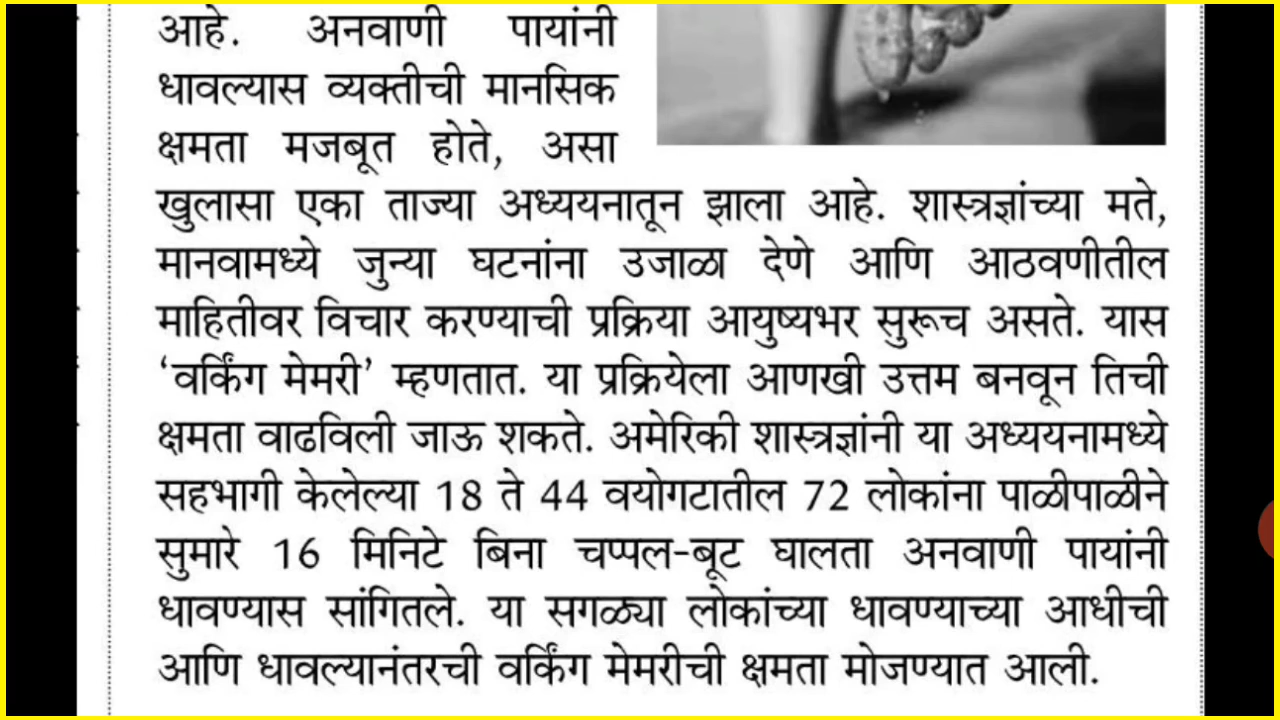 आहे. अनवाणी पायांनी
धावल्यास व्यक्तीची मानसिक
क्षमता मजबूत होते, असा
खुलासा एका ताज्या अध्ययनातून झाला आहे. शास्त्रज्ञांच्या मते,
मानवामध्ये जुन्या घटनांना उजाळा देणे आणि आठवणीतील
माहितीवर विचार करण्याची प्रक्रिया आयुष्यभर सुरूच असते. यास
‘वर्किंग मेमरी’ म्हणतात. या प्रक्रियेला आणखी उत्तम बनवून तिची
क्षमता वाढविली जाऊ शकते. अमेरिकी शास्त्रज्ञांनी या अध्ययनामध्ये
सहभागी केलेल्या 18 ते 44 वयोगटातील 72 लोकांना पाळीपाळीने
सुमारे 16 मिनिटे बिना चप्पल-बूट घालता अनवाणी पायांनी
धावण्यास सांगितले. या सगळ्या लोकांच्या धावण्याच्या आधीची
आणि धावल्यानंतरची वर्किंग मेमरीची क्षमता मोजण्यात आली.